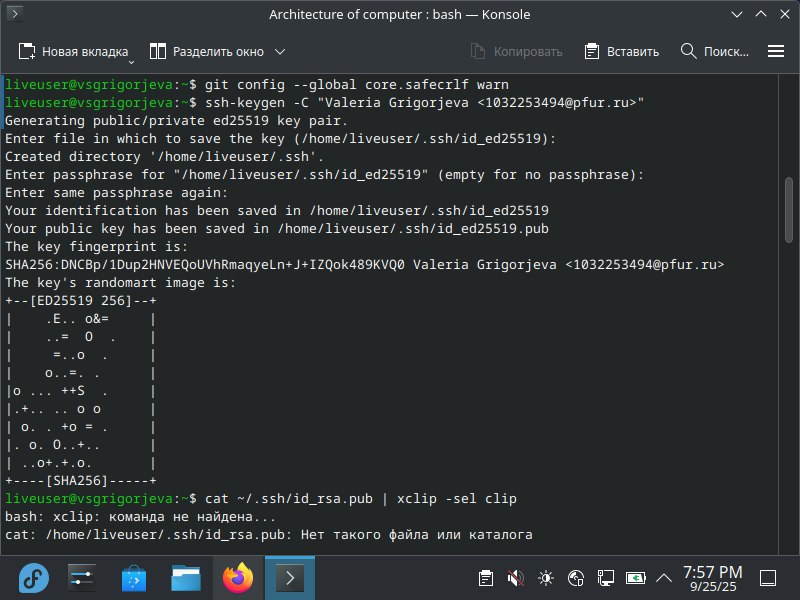 Architecture of computer : bash — Konsole
Новая вкладка Разделить окно Копировать Вставить Поиск...
liveuser@vsgrigorjeva:~$ git config --global core.safecrlf warn
liveuser@vsgrigorjeva:~$ ssh-keygen -C "Valeria Grigorjeva <1032253494@pfur.ru>"
Generating public/private ed25519 key pair.
Enter file in which to save the key (/home/liveuser/.ssh/id_ed25519):
Created directory '/home/liveuser/.ssh'.
Enter passphrase for "/home/liveuser/.ssh/id_ed25519" (empty for no passphrase):
Enter same passphrase again:
Your identification has been saved in /home/liveuser/.ssh/id_ed25519
Your public key has been saved in /home/liveuser/.ssh/id_ed25519.pub
The key fingerprint is:
SHA256:DNCBp/1Dup2HNVEQoUVhRmaqyeLn+J+IZQok489KVQ0 Valeria Grigorjeva <1032253494@pfur.ru>
The key's randomart image is:
+--[ED25519 256]--+
|    .E.. o&=     |
|    ..=  O  .    |
|     =..o  .     |
|    o..=. .      |
|o ... ++S  .     |
|.+.. .. o o      |
| o. . +o = .     |
|. o. O..+..      |
| ..o+.+.o.       |
+----[SHA256]-----+
liveuser@vsgrigorjeva:~$ cat ~/.ssh/id_rsa.pub | xclip -sel clip
bash: xclip: команда не найдена...
cat: /home/liveuser/.ssh/id_rsa.pub: Нет такого файла или каталога
7:57 PM
9/25/25